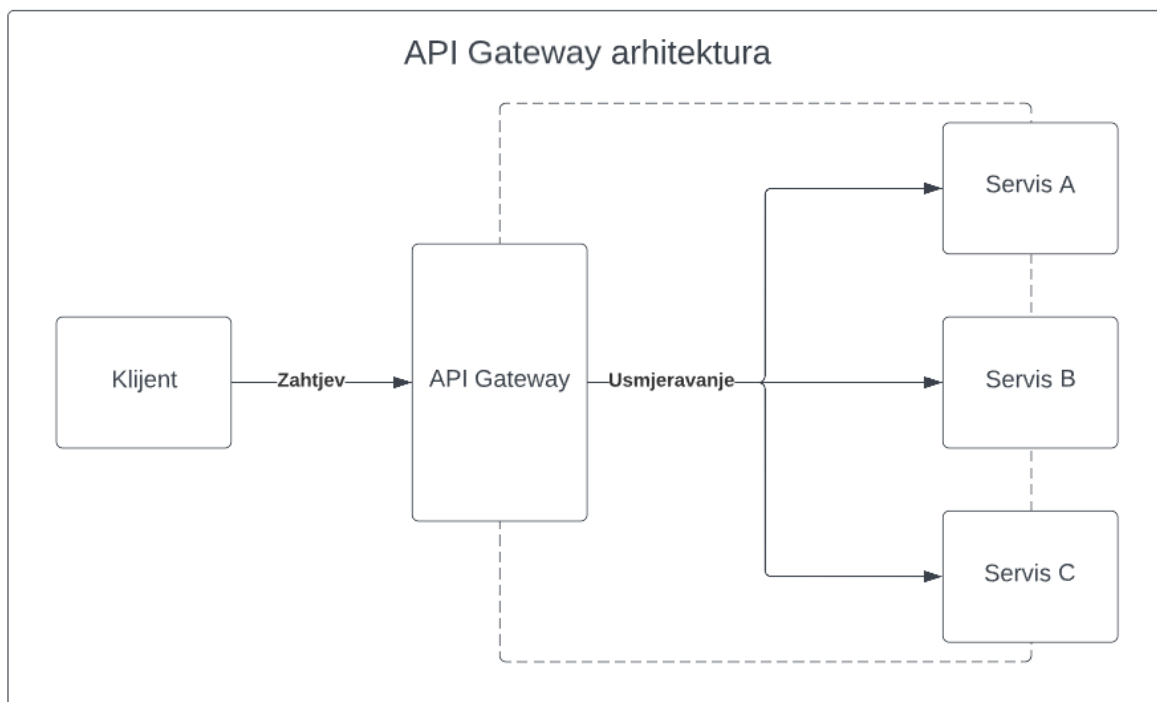 API Gateway arhitektura
Servis A
Klijent
Zahtjev
API Gateway
Usmjeravanje
Servis B
Servis C